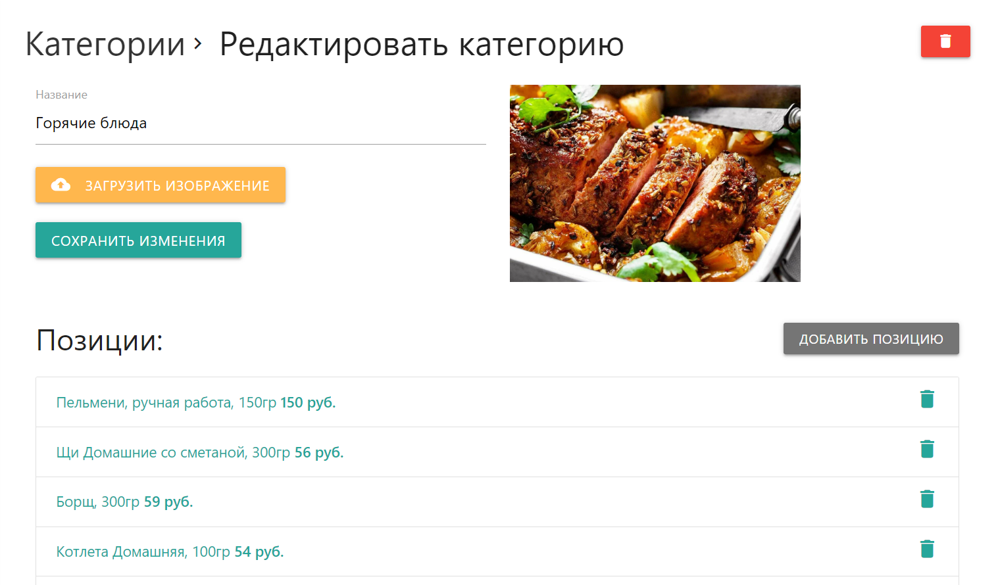 Категории › Редактировать категорию
Название
Горячие блюда
ЗАГРУЗИТЬ ИЗОБРАЖЕНИЕ
СОХРАНИТЬ ИЗМЕНЕНИЯ
Позиции:
ДОБАВИТЬ ПОЗИЦИЮ
Пельмени, ручная работа, 150гр 150 руб.
Щи Домашние со сметаной, 300гр 56 руб.
Борщ, 300гр 59 руб.
Котлета Домашняя, 100гр 54 руб.